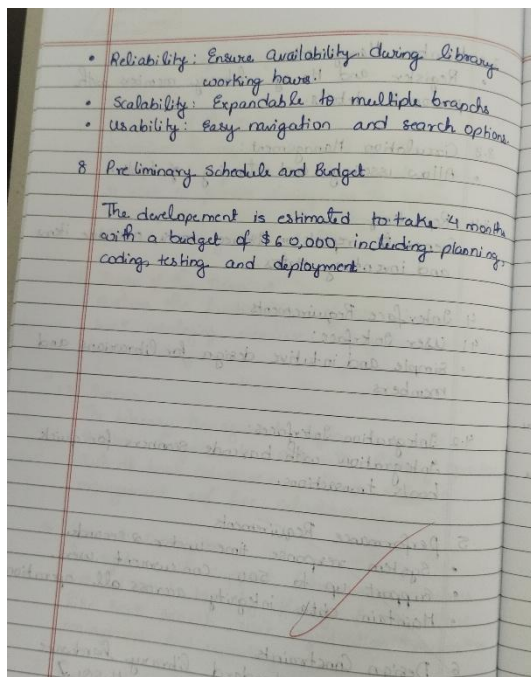 • Reliability: Ensure availability during library
working hours.
• Scalability: Expandable to multiple branchs
• Usability: Easy navigation and search options.
8 Preliminary Schedule and Budget
The developement is estimated to take 4 months
with a budget of $60,000, including: planning,
coding, testing and deployment.